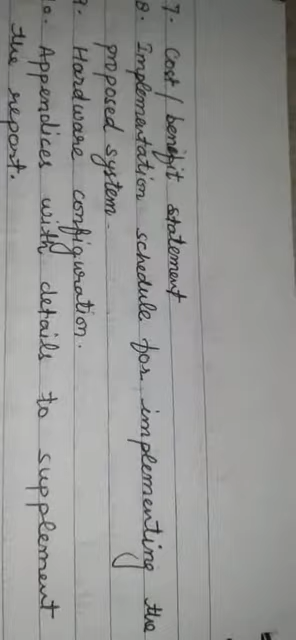 7. Cost / benefit statement
8. Implementation schedule for implementing the
proposed system.
9. Hardware configuration.
10. Appendices with details to supplement
the report.